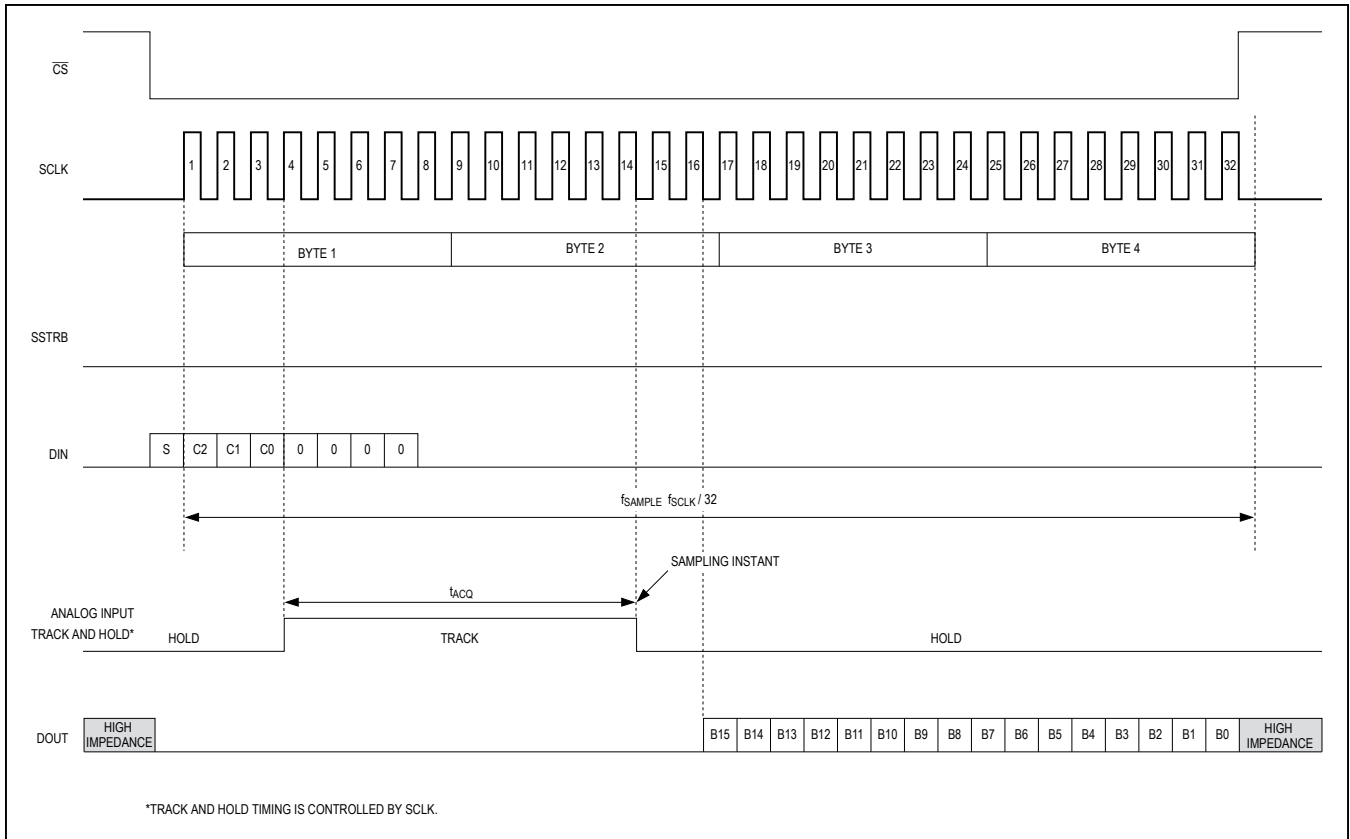 CS
SCLK
1 2 3 4 5 6 7 8 9 10 11 12 13 14 15 16 17 18 19 20 21 22 23 24 25 26 27 28 29 30 31 32
BYTE 1 BYTE 2 BYTE 3 BYTE 4
SSTRB
DIN
S C2 C1 C0 0 0 0 0
fSAMPLE fSCLK / 32
SAMPLING INSTANT
tACQ
ANALOG INPUT
TRACK AND HOLD*
HOLD TRACK HOLD
DOUT
HIGH
IMPEDANCE
B15 B14 B13 B12 B11 B10 B9 B8 B7 B6 B5 B4 B3 B2 B1 B0
HIGH
IMPEDANCE
*TRACK AND HOLD TIMING IS CONTROLLED BY SCLK.